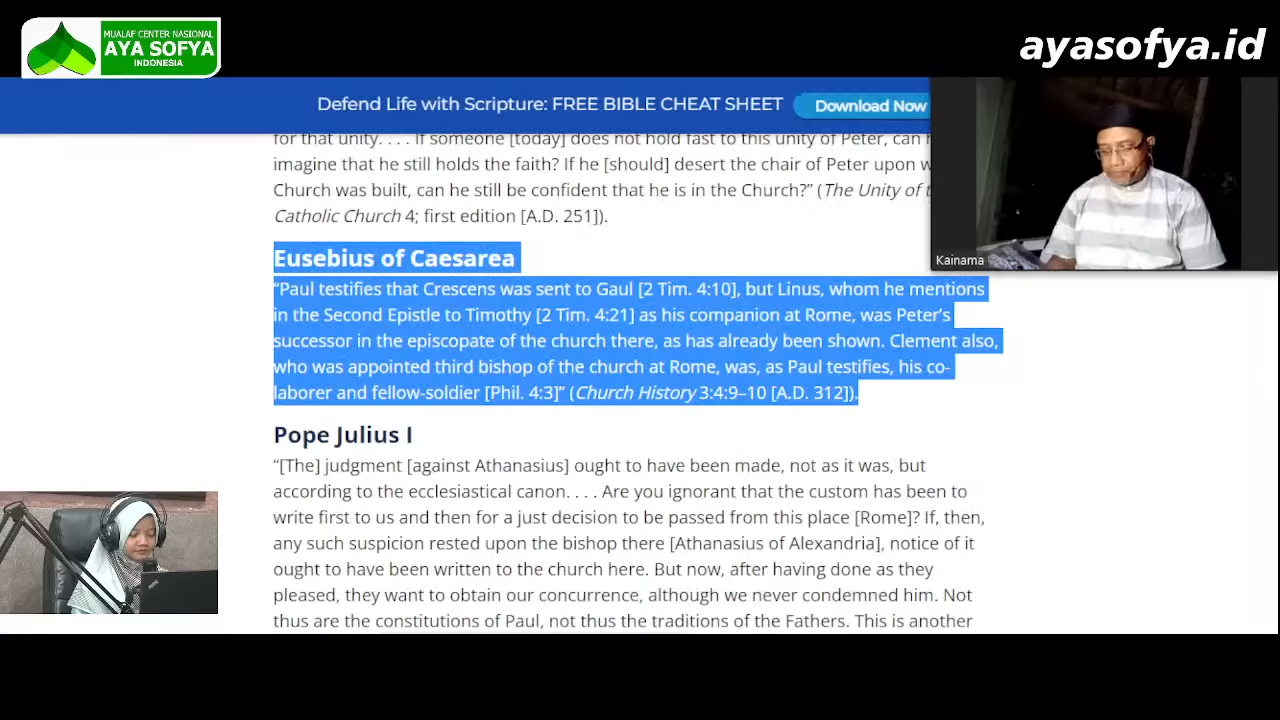 MUALAF CENTER NASIONAL
AYA SOFYA
INDONESIA
ayasofya.id
Defend Life with Scripture: FREE BIBLE CHEAT SHEET
Download Now
for that unity. . . . If someone [today] does not hold fast to this unity of Peter, can
imagine that he still holds the faith? If he [should] desert the chair of Peter upon
Church was built, can he still be confident that he is in the Church?” (The Unity of
Catholic Church 4; first edition [A.D. 251]).
Eusebius of Caesarea
“Paul testifies that Crescens was sent to Gaul [2 Tim. 4:10], but Linus, whom he mentions
in the Second Epistle to Timothy [2 Tim. 4:21] as his companion at Rome, was Peter’s
successor in the episcopate of the church there, as has already been shown. Clement also,
who was appointed third bishop of the church at Rome, was, as Paul testifies, his co-
laborer and fellow-soldier [Phil. 4:3]” (Church History 3:4:9–10 [A.D. 312]).
Kainama
Pope Julius I
“[The] judgment [against Athanasius] ought to have been made, not as it was, but
according to the ecclesiastical canon. . . . Are you ignorant that the custom has been to
write first to us and then for a just decision to be passed from this place [Rome]? If, then,
any such suspicion rested upon the bishop there [Athanasius of Alexandria], notice of it
ought to have been written to the church here. But now, after having done as they
pleased, they want to obtain our concurrence, although we never condemned him. Not
thus are the constitutions of Paul, not thus the traditions of the Fathers. This is another